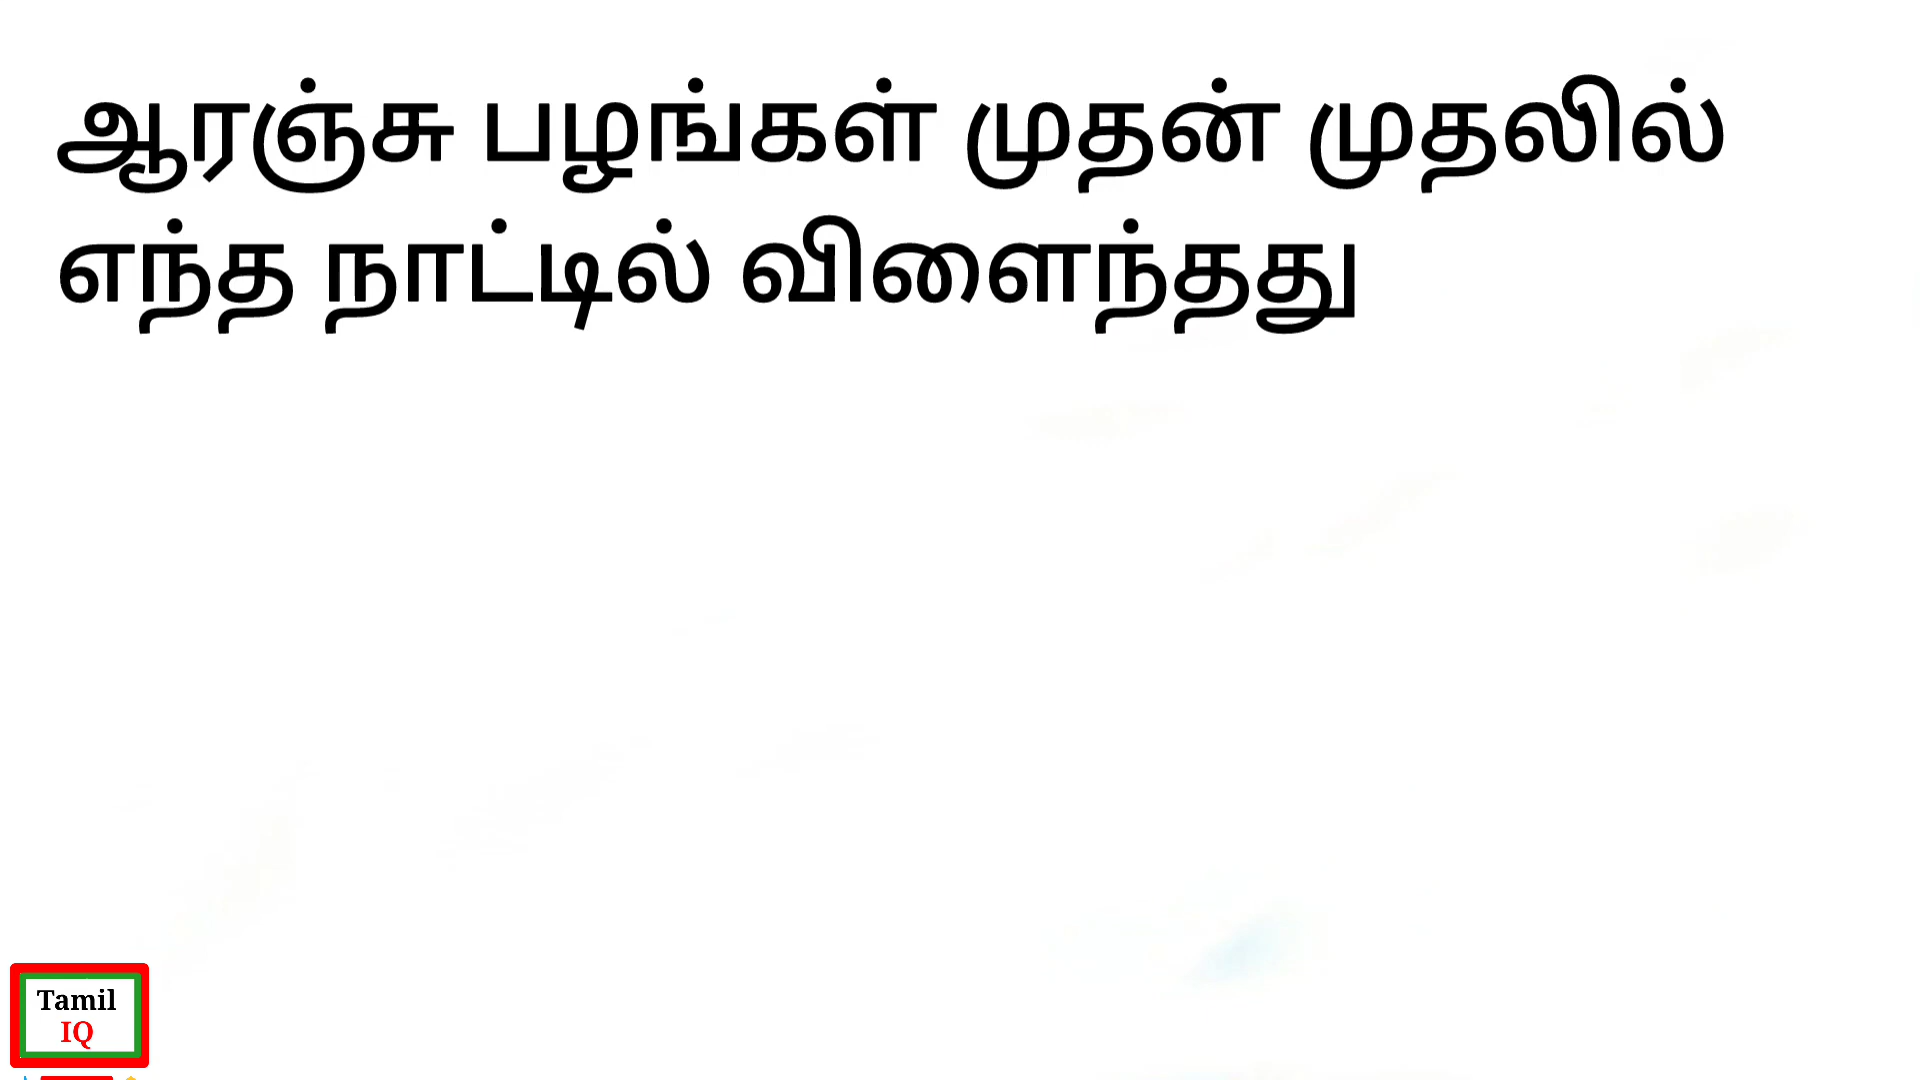 ஆரஞ்சு பழங்கள் முதன் முதலில்
எந்த நாட்டில் விளைந்தது
Tamil
IQ